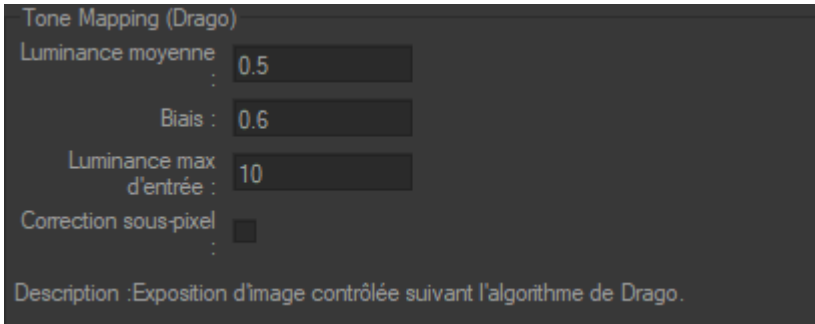 Tone Mapping (Drago)
Luminance moyenne
: 0.5
Biais : 0.6
Luminance max
d'entrée : 10
Correction sous-pixel
:
Description :Exposition d'image contrôlée suivant l'algorithme de Drago.